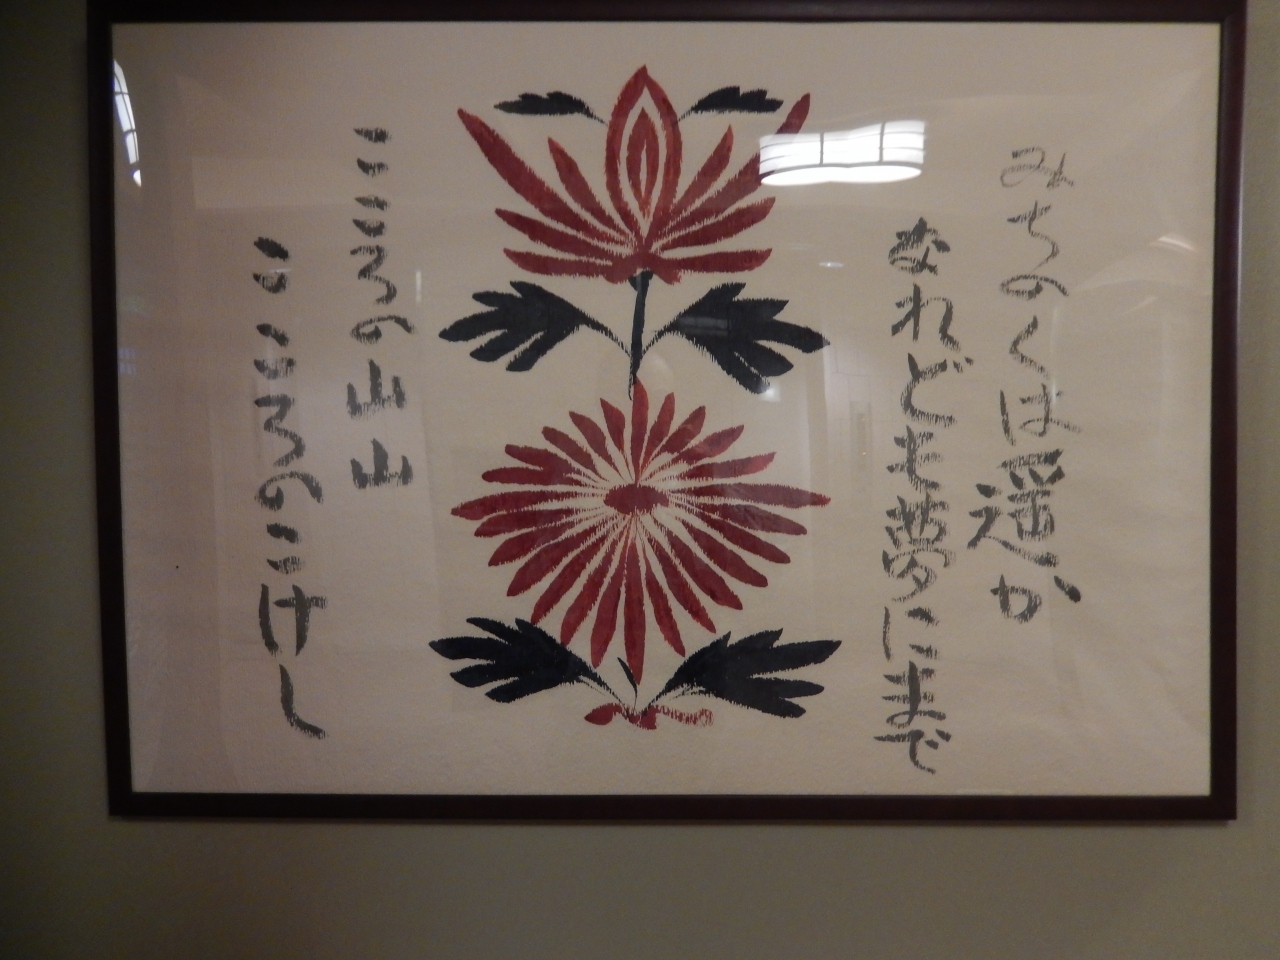 みちのくは遥か
なれども夢にまで
こころの山山
こころのこけし